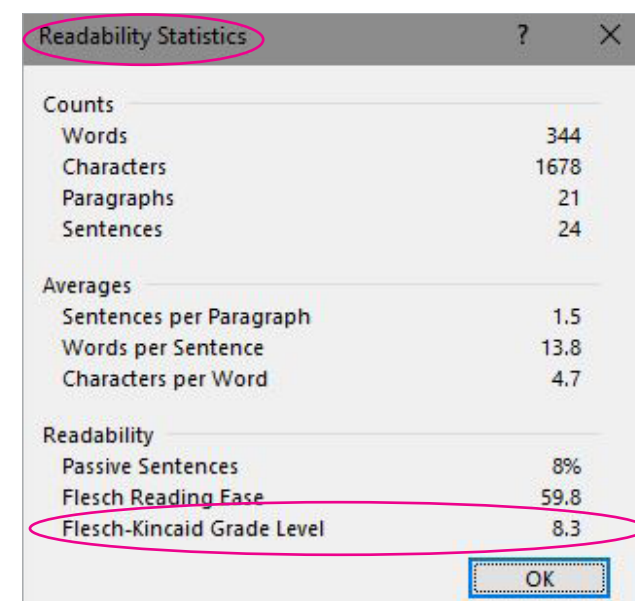 Readability Statistics ? ×
Counts
Words 344
Characters 1678
Paragraphs 21
Sentences 24
Averages
Sentences per Paragraph 1.5
Words per Sentence 13.8
Characters per Word 4.7
Readability
Passive Sentences 8%
Flesch Reading Ease 59.8
Flesch-Kincaid Grade Level 8.3
OK